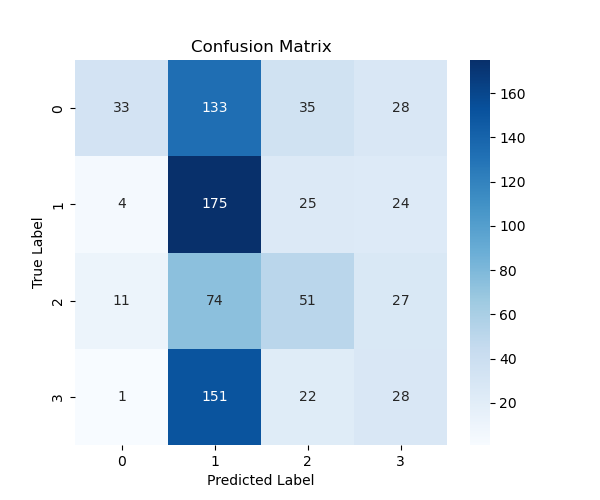 Confusion Matrix
0 33 133 35 28
1 4 175 25 24
2 11 74 51 27
3 1 151 22 28
0 1 2 3
Predicted Label
True Label
160
140
120
100
80
60
40
20